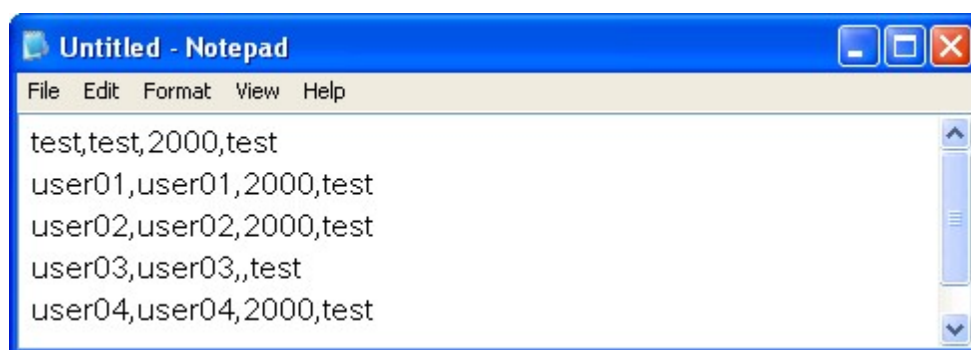 Untitled - Notepad
File Edit Format View Help
test,test,2000,test
user01,user01,2000,test
user02,user02,2000,test
user03,user03,,test
user04,user04,2000,test